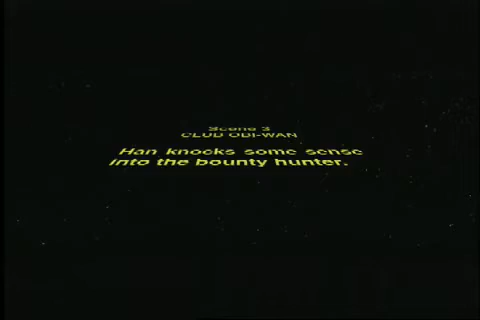 Scene 3
CLUB OBI-WAN
Han knocks some sense
into the bounty hunter.